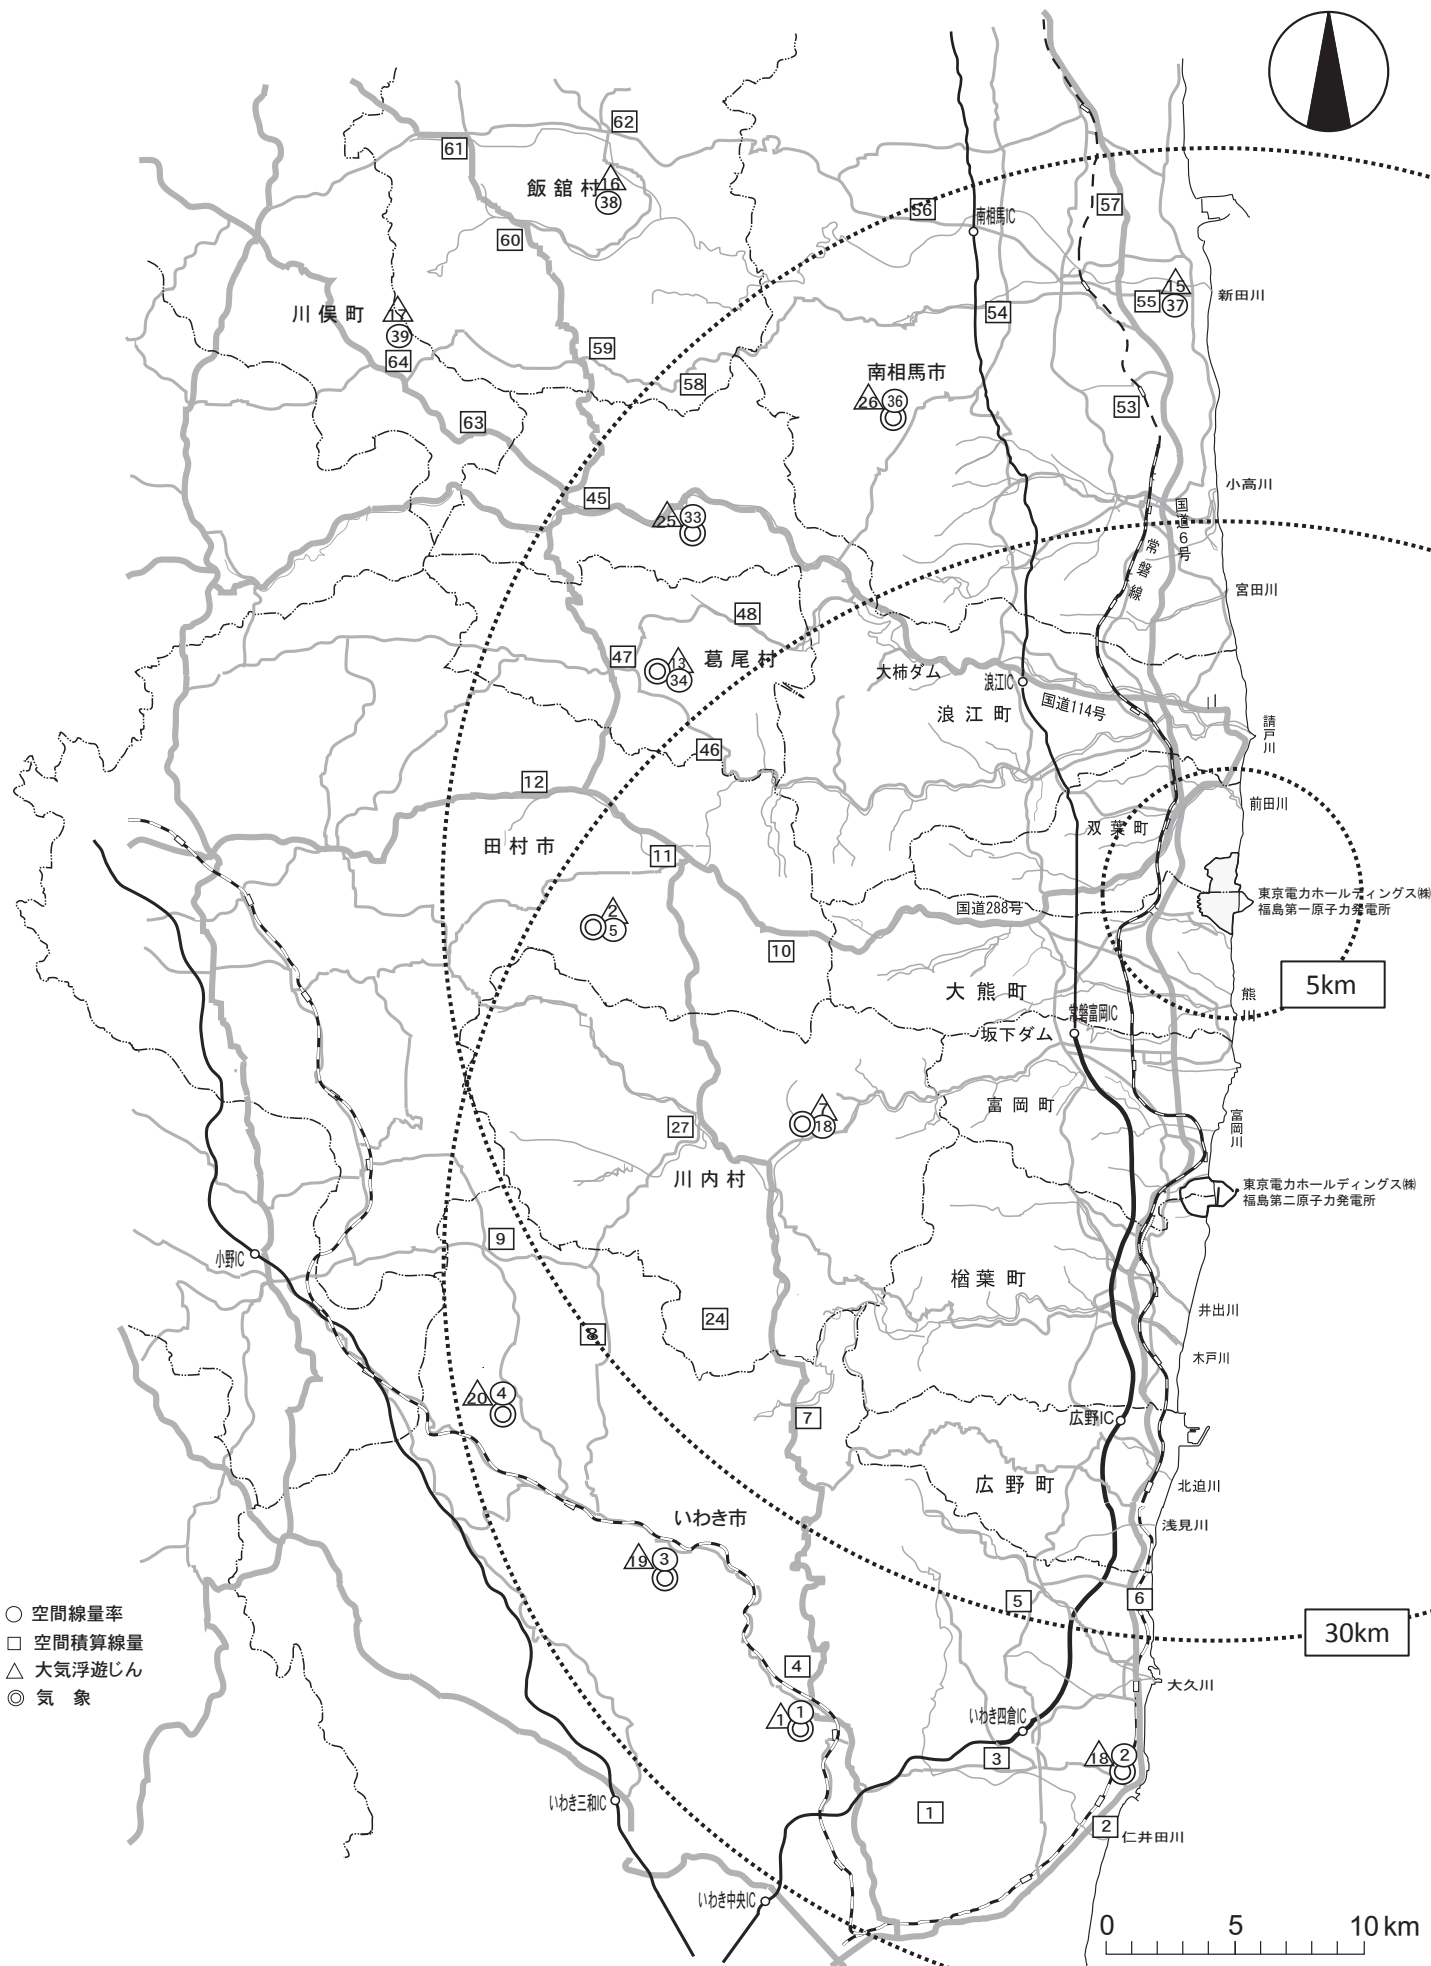 62
61
飯舘村
16
38
57
56
南相馬IC
60
15
55
37
新田川
川俣町
17
39
54
59
64
南相馬市
58
26
36
53
63
45
小高川
25
33
国道6号
常磐線
宮田川
48
47
13
34
葛尾村
大柿ダム
浪江IC
国道114号
川
浪江町
請戸川
46
12
前田川
双葉町
田村市
11
東京電力ホールディングス㈱
福島第一原子力発電所
国道288号
2
5
10
5km
大熊町
熊川
常磐富岡IC
坂下ダム
富岡町
7
18
27
富岡川
川内村
東京電力ホールディングス㈱
福島第二原子力発電所
9
小野IC
楢葉町
井出川
24
8
木戸川
20
4
7
広野IC
広野町
北迫川
いわき市
浅見川
19
3
5
6
○ 空間線量率
□ 空間積算線量
△ 大気浮遊じん
◎ 気 象
30km
4
大久川
1
1
いわき四倉IC
3
18
2
いわき三和IC
1
2
仁井田川
いわき中央IC
0 5 10km